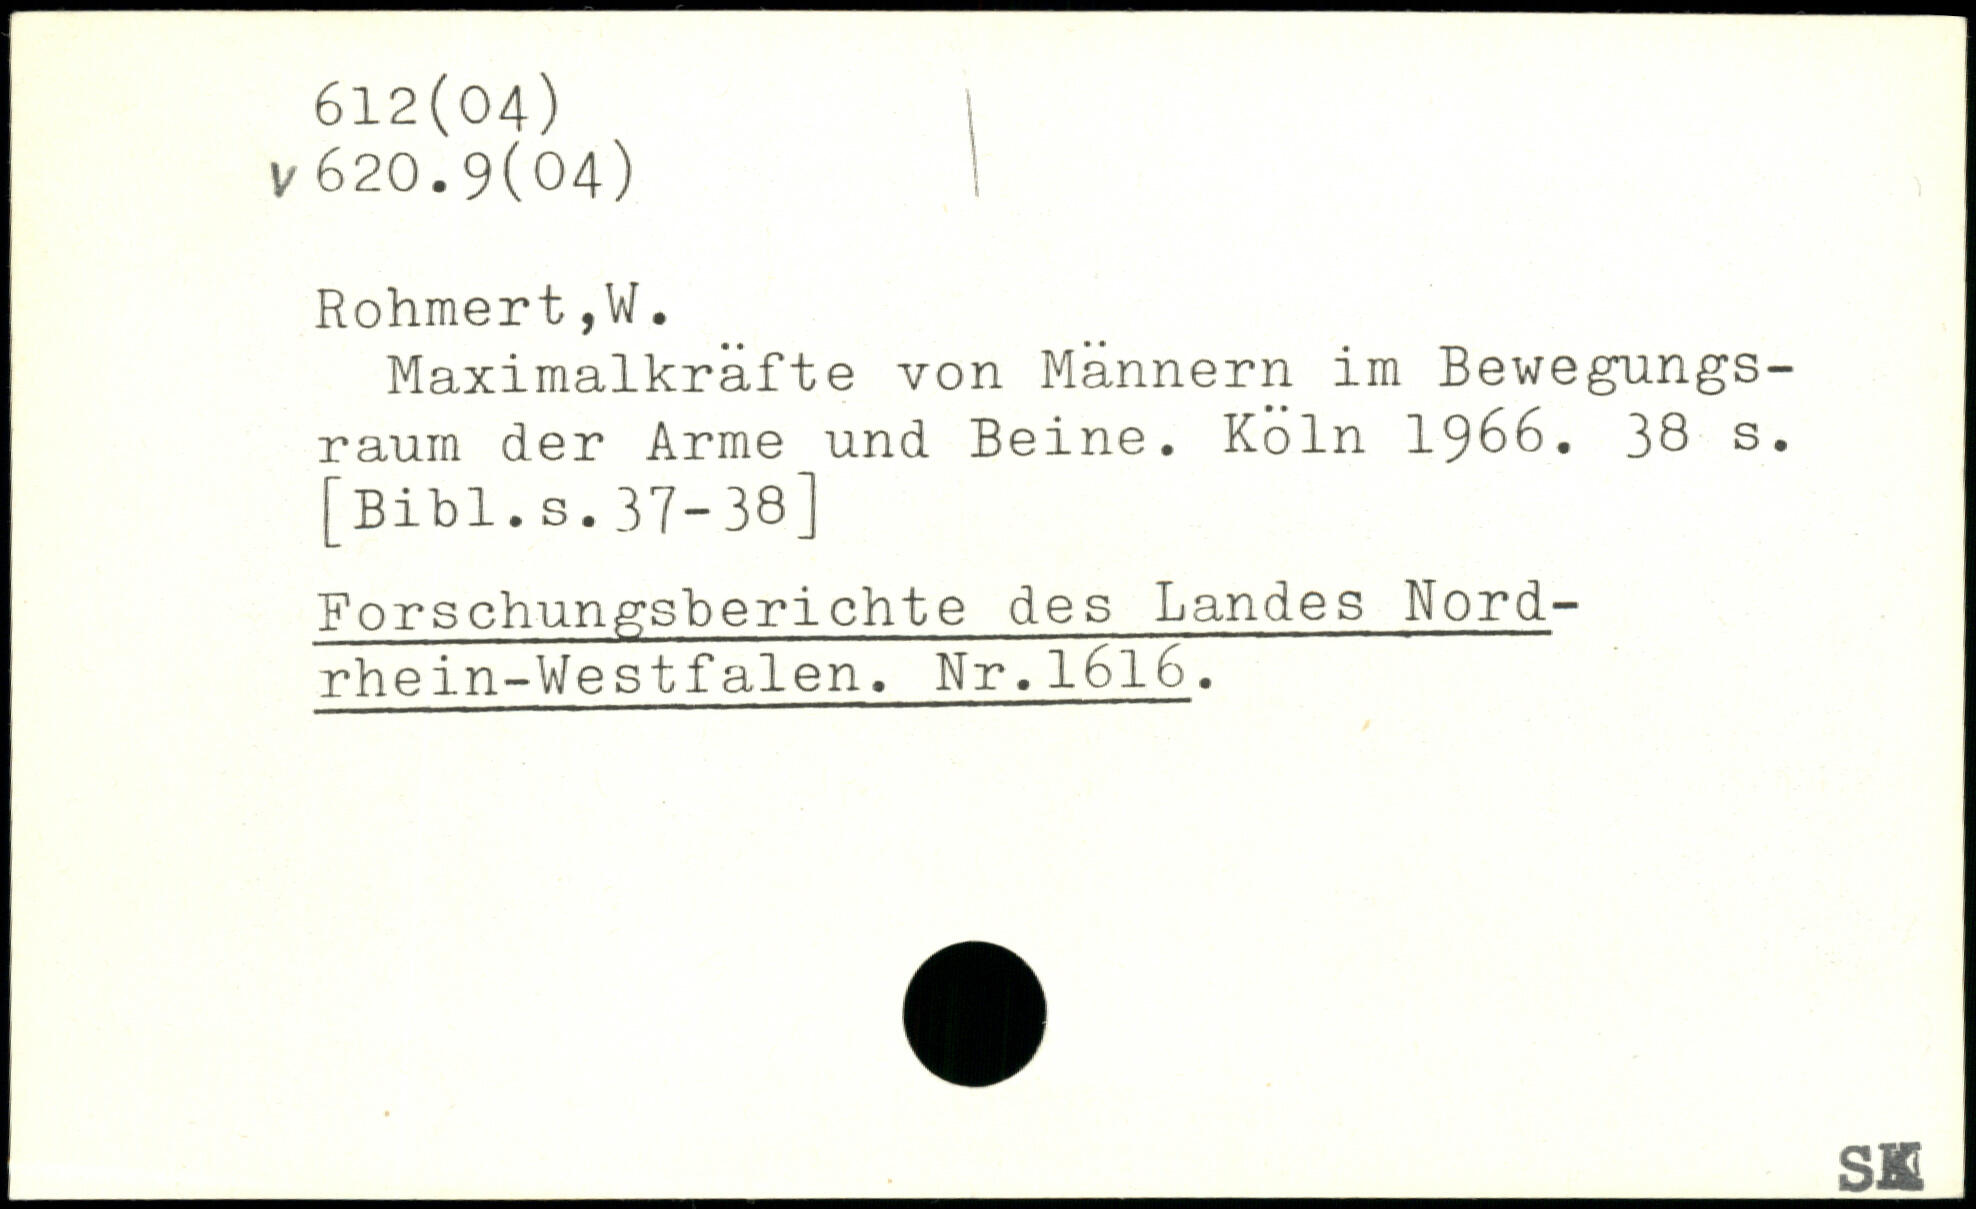 612(04)
v 620.9(04)
Rohmert,W.
Maximalkräfte von Männern im Bewegungs-
raum der Arme und Beine. Köln 1966. 38 s.
[Bibl.s.37-38]
Forschungsberichte des Landes Nord-
rhein-Westfalen. Nr.1616.
SK